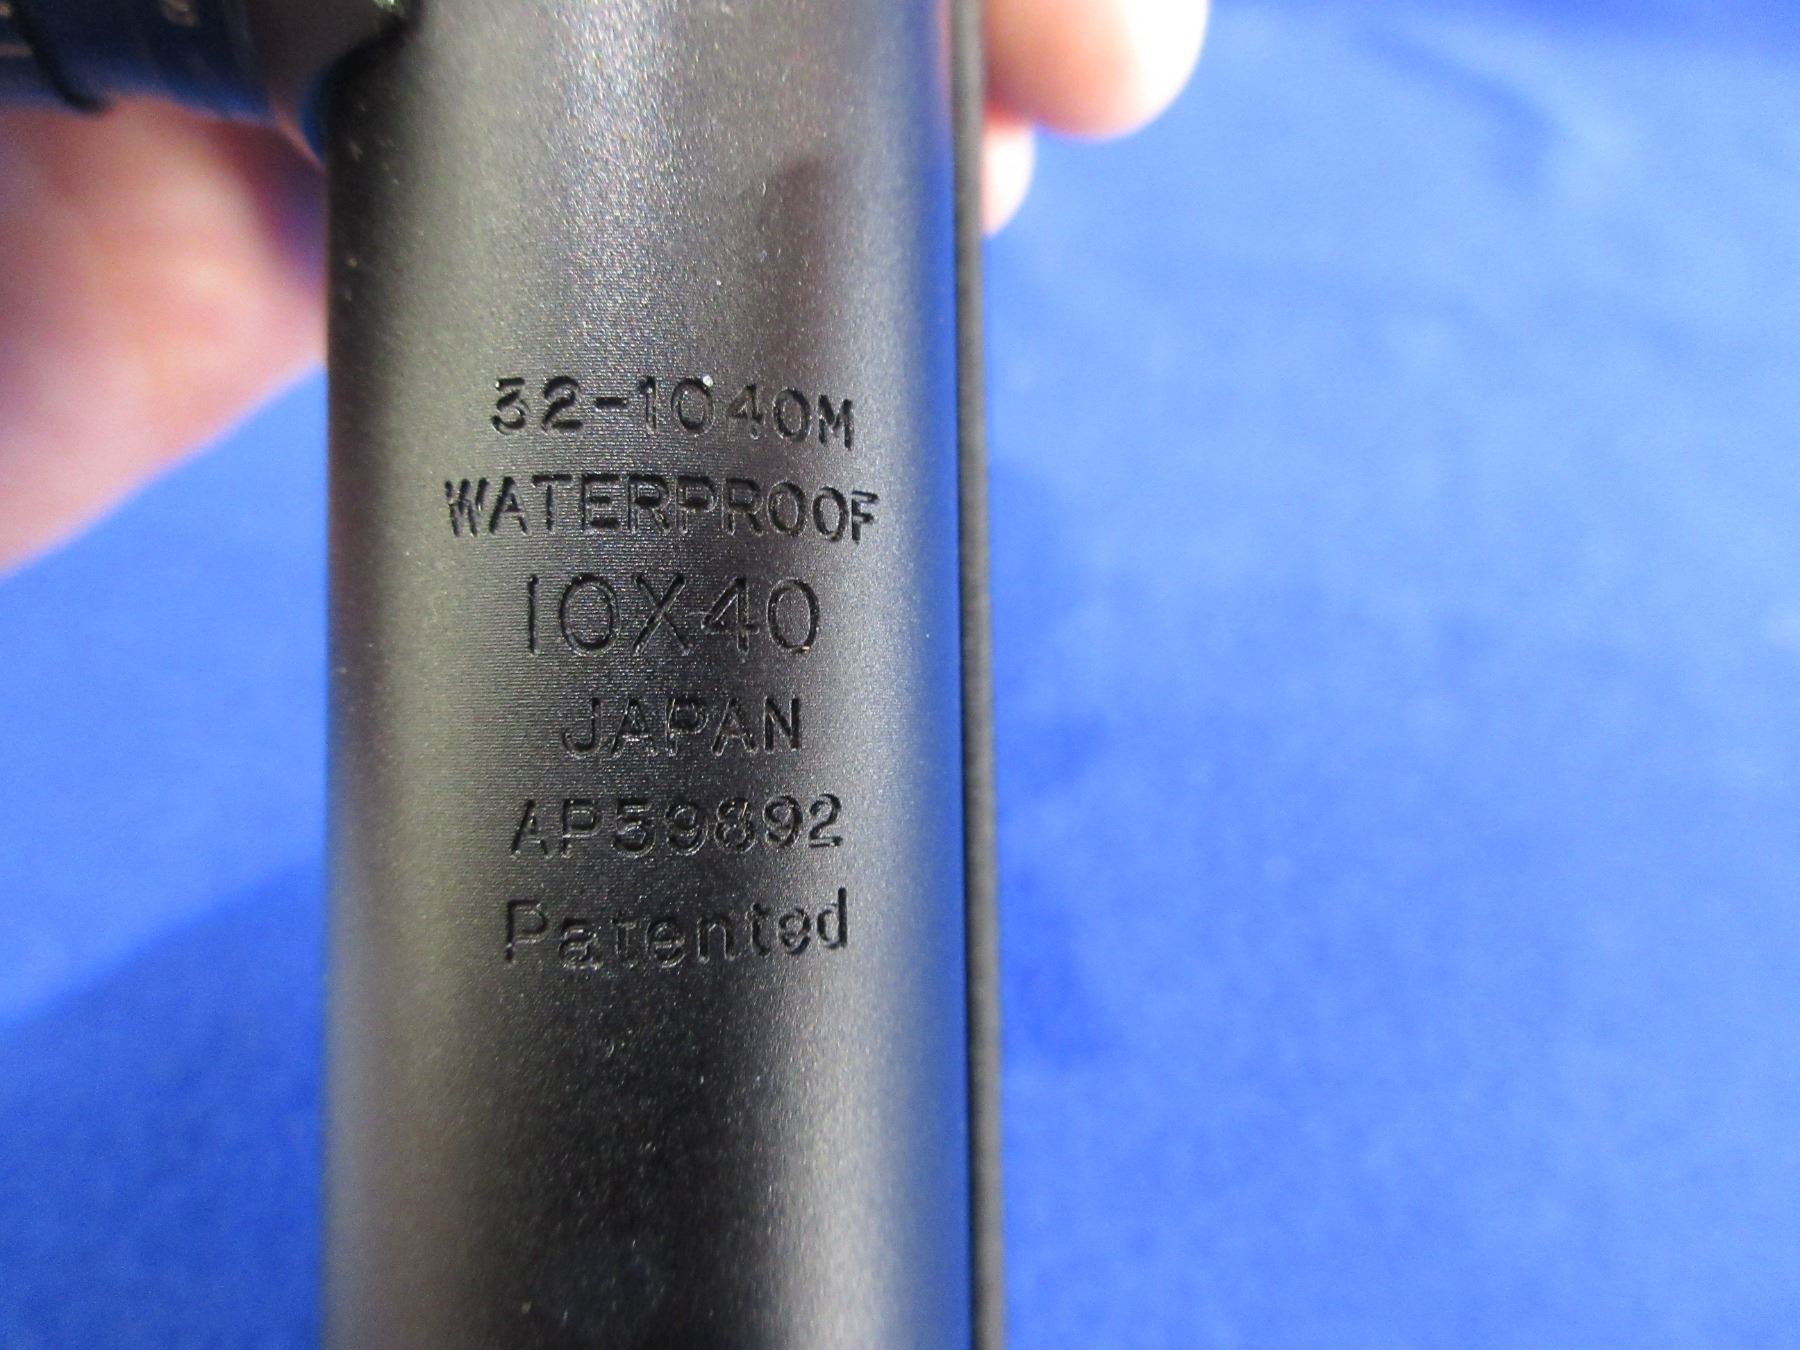 32-1040M
WATERPROOF
10X40
JAPAN
AP59892
Patented